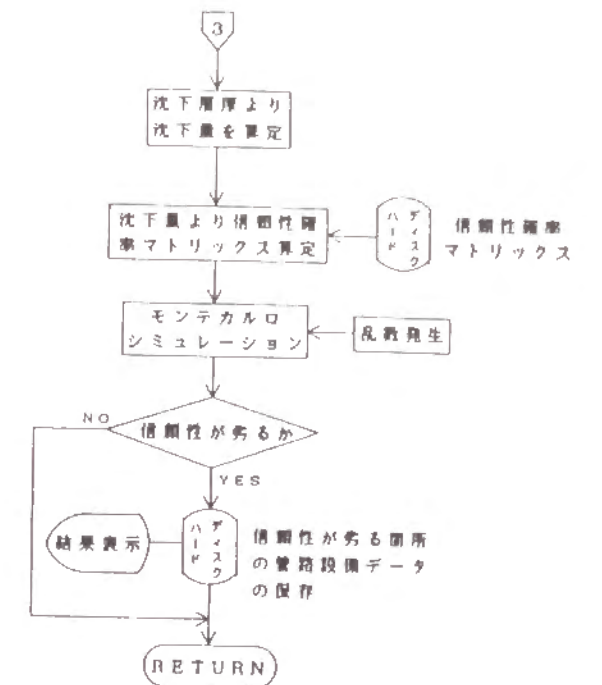 3
沈下層厚より
沈下量を算定
沈下量より信頼性確
率マトリックス算定
ハード
ディスク
信頼性確率
マトリックス
モンテカルロ
シミュレーション
乱数発生
信頼性が劣るか
NO
YES
結果表示
ハード
ディスク
信頼性が劣る箇所
の管路設備データ
の保存
RETURN